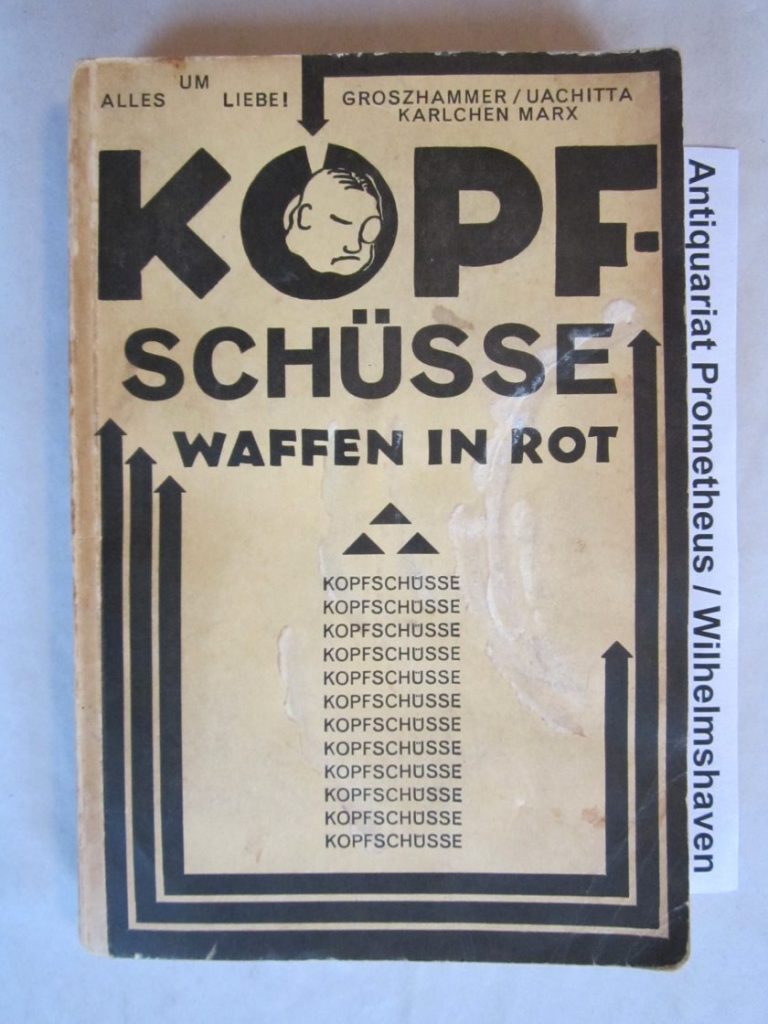 ALLES UM LIEBE!
GROSZHAMMER / UACHITTA
KARLCHEN MARX
KOPF-
SCHÜSSE
WAFFEN IN ROT
KOPFSCHÜSSE
KOPFSCHÜSSE
KOPFSCHÜSSE
KOPFSCHÜSSE
KOPFSCHÜSSE
KOPFSCHÜSSE
KOPFSCHÜSSE
KOPFSCHÜSSE
KOPFSCHÜSSE
KOPFSCHÜSSE
KOPFSCHÜSSE
KOPFSCHÜSSE
Antiquariat Prometheus / Wilhelmshaven